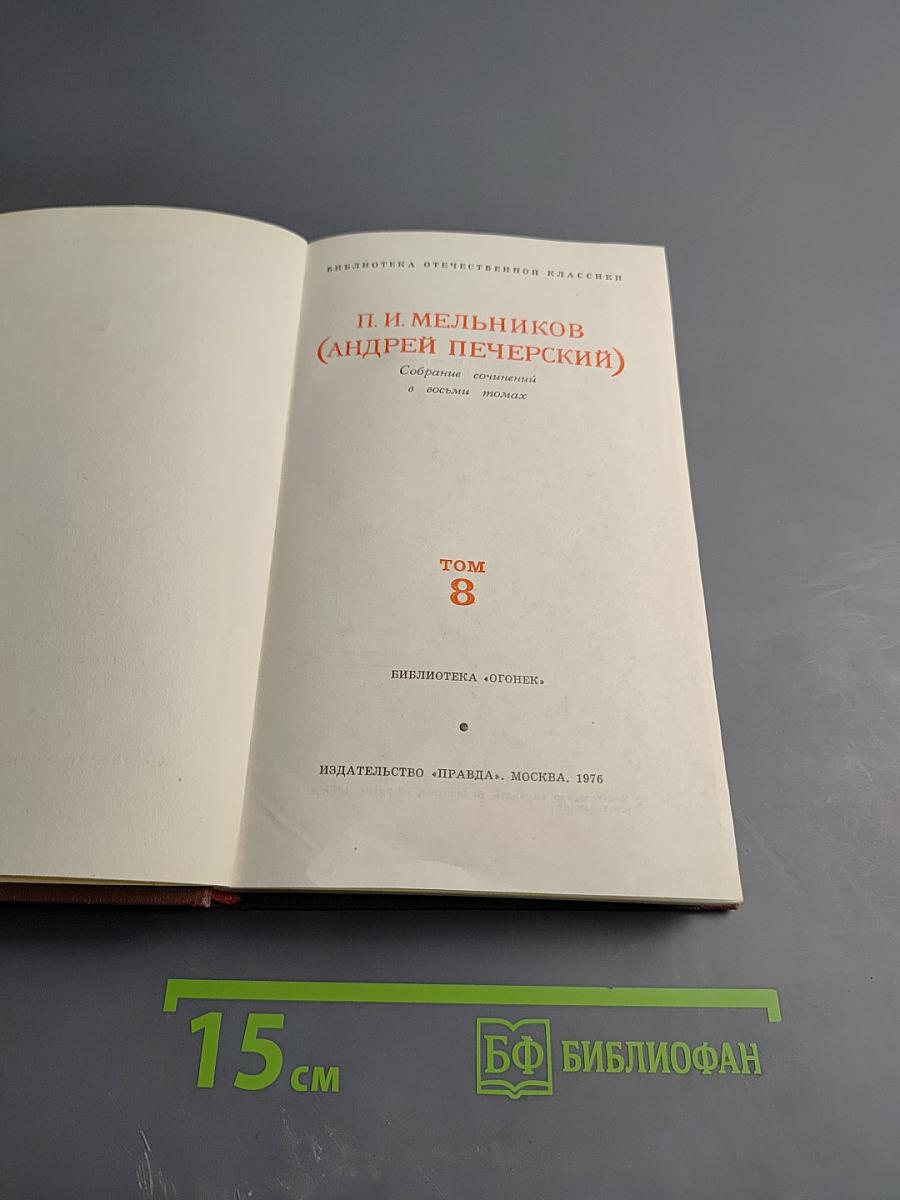 БИБЛИОТЕКА ОТЕЧЕСТВЕННОЙ КЛАССИКИ
П. И. МЕЛЬНИКОВ
(АНДРЕЙ ПЕЧЕРСКИЙ)
Собрание сочинений
в восьми томах
ТОМ
8
БИБЛИОТЕКА «ОГОНЕК»
ИЗДАТЕЛЬСТВО «ПРАВДА». МОСКВА. 1976
15 СМ
БФ БИБЛИОФАН